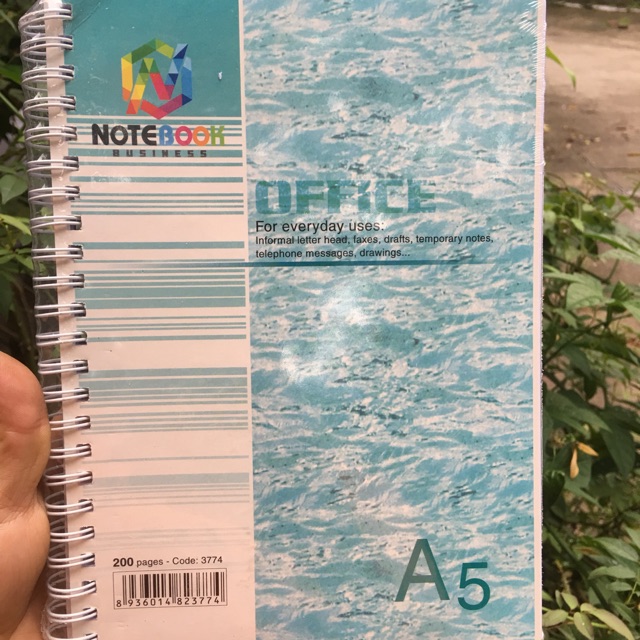 NOTEBOOK
BUSINESS
OFFICE
For everyday uses:
Informal letter head, faxes, drafts, temporary notes,
telephone messages, drawings...
200 pages - Code: 3774
8 936014 823774
A5